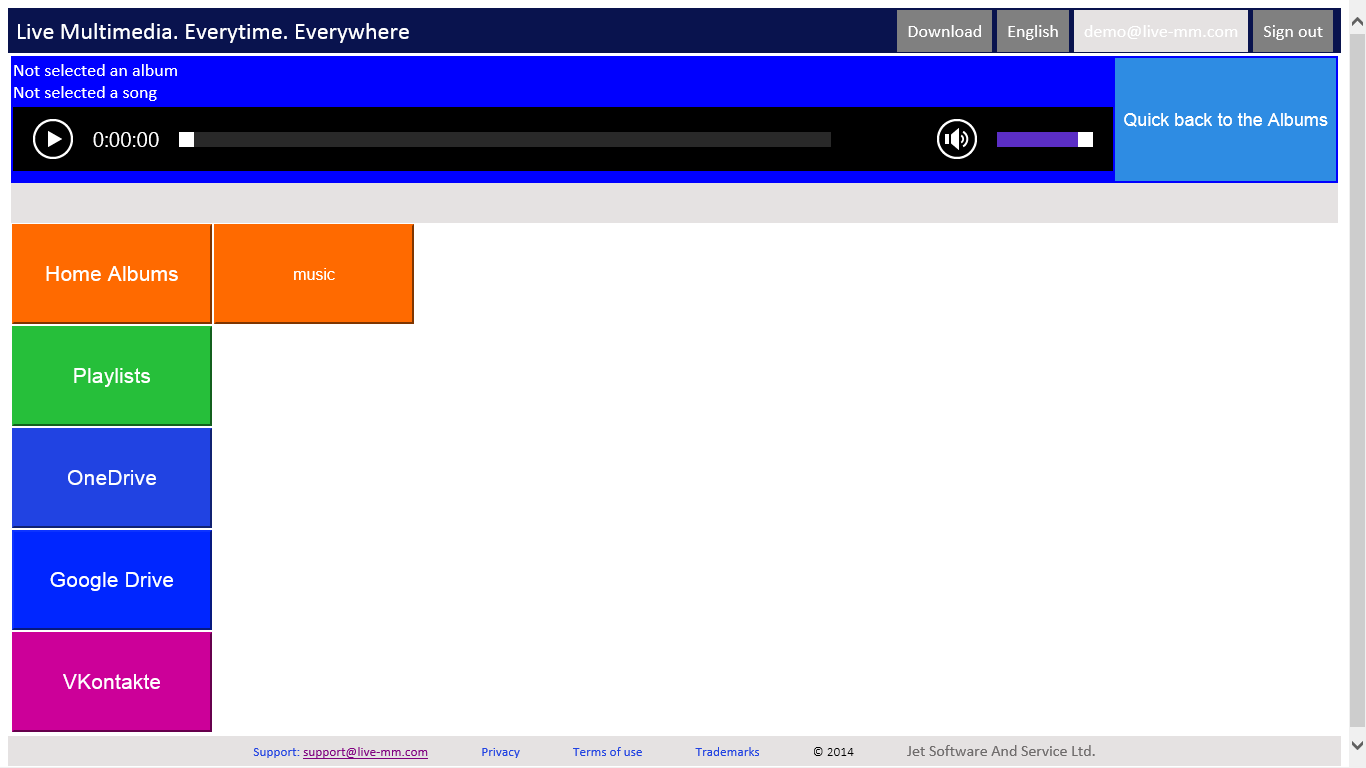 Live Multimedia. Everytime. Everywhere
Download
English
demo@live-mm.com
Sign out
Not selected an album
Not selected a song
0:00:00
Quick back to the Albums
Home Albums
music
Playlists
OneDrive
Google Drive
VKontakte
Support: support@live-mm.com
Privacy
Terms of use
Trademarks
© 2014
Jet Software And Service Ltd.